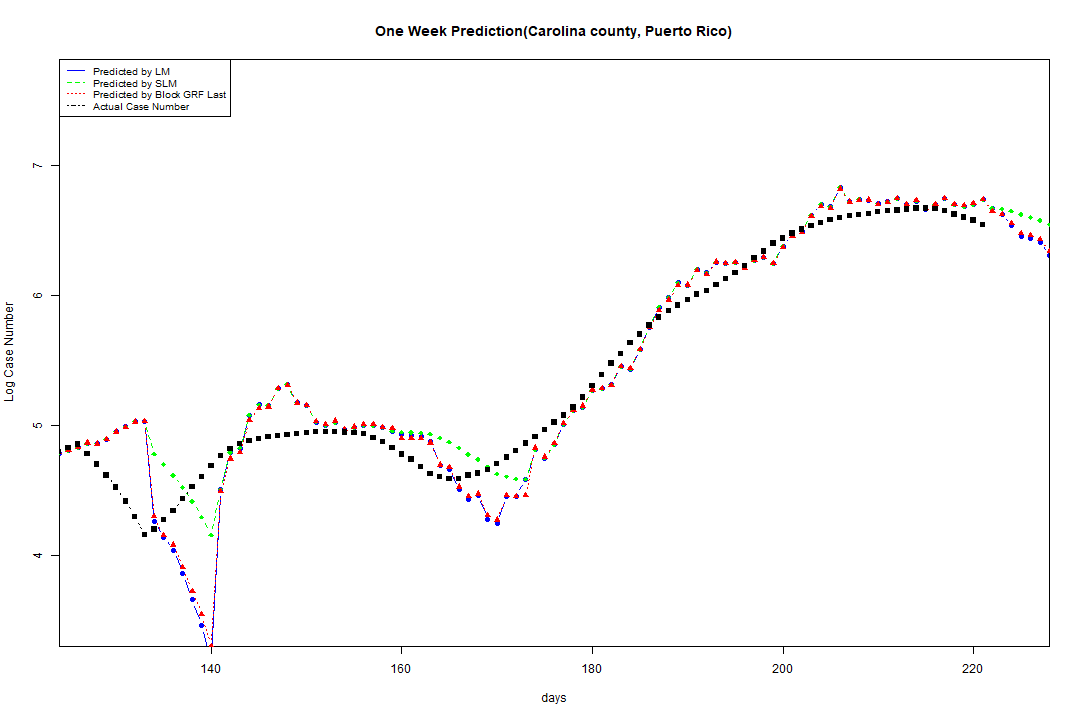 One Week Prediction(Carolina county, Puerto Rico)
Predicted by LM
Predicted by SLM
Predicted by Block GRF Last
Actual Case Number
7
6
5
4
Log Case Number
140 160 180 200 220
days